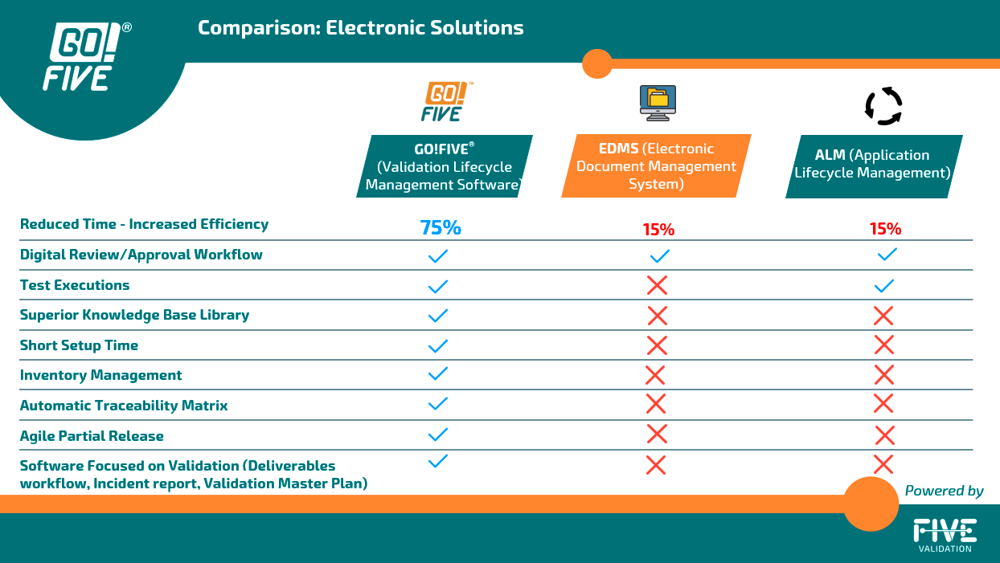 GO!
FIVE®
Comparison: Electronic Solutions
GO!™
FIVE
GO!FIVE®
(Validation Lifecycle
Management Software)
EDMS (Electronic
Document Management
System)
ALM (Application
Lifecycle Management)
Reduced Time - Increased Efficiency 75% 15% 15%
Digital Review/Approval Workflow
Test Executions
Superior Knowledge Base Library
Short Setup Time
Inventory Management
Automatic Traceability Matrix
Agile Partial Release
Software Focused on Validation (Deliverables
workflow, Incident report, Validation Master Plan)
Powered by
FIVE
VALIDATION